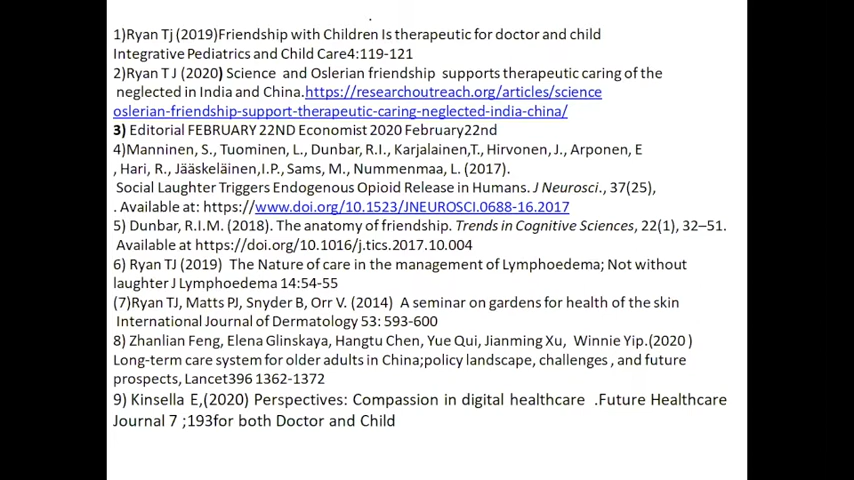 1)Ryan Tj (2019)Friendship with Children Is therapeutic for doctor and child
Integrative Pediatrics and Child Care4:119-121
2)Ryan T J (2020) Science and Oslerian friendship supports therapeutic caring of the
neglected in India and China.https://researchoutreach.org/articles/science
oslerian-friendship-support-therapeutic-caring-neglected-india-china/
3) Editorial FEBRUARY 22ND Economist 2020 February22nd
4)Manninen, S., Tuominen, L., Dunbar, R.I., Karjalainen,T., Hirvonen, J., Arponen, E
, Hari, R., Jääskeläinen,I.P., Sams, M., Nummenmaa, L. (2017).
Social Laughter Triggers Endogenous Opioid Release in Humans. J Neurosci., 37(25),
. Available at: https://www.doi.org/10.1523/JNEUROSCI.0688-16.2017
5) Dunbar, R.I.M. (2018). The anatomy of friendship. Trends in Cognitive Sciences, 22(1), 32–51.
Available at https://doi.org/10.1016/j.tics.2017.10.004
6) Ryan TJ (2019) The Nature of care in the management of Lymphoedema; Not without
laughter J Lymphoedema 14:54-55
(7)Ryan TJ, Matts PJ, Snyder B, Orr V. (2014) A seminar on gardens for health of the skin
International Journal of Dermatology 53: 593-600
8) Zhanlian Feng, Elena Glinskaya, Hangtu Chen, Yue Qui, Jianming Xu, Winnie Yip.(2020 )
Long-term care system for older adults in China;policy landscape, challenges , and future
prospects, Lancet396 1362-1372
9) Kinsella E,(2020) Perspectives: Compassion in digital healthcare .Future Healthcare
Journal 7 ;193for both Doctor and Child